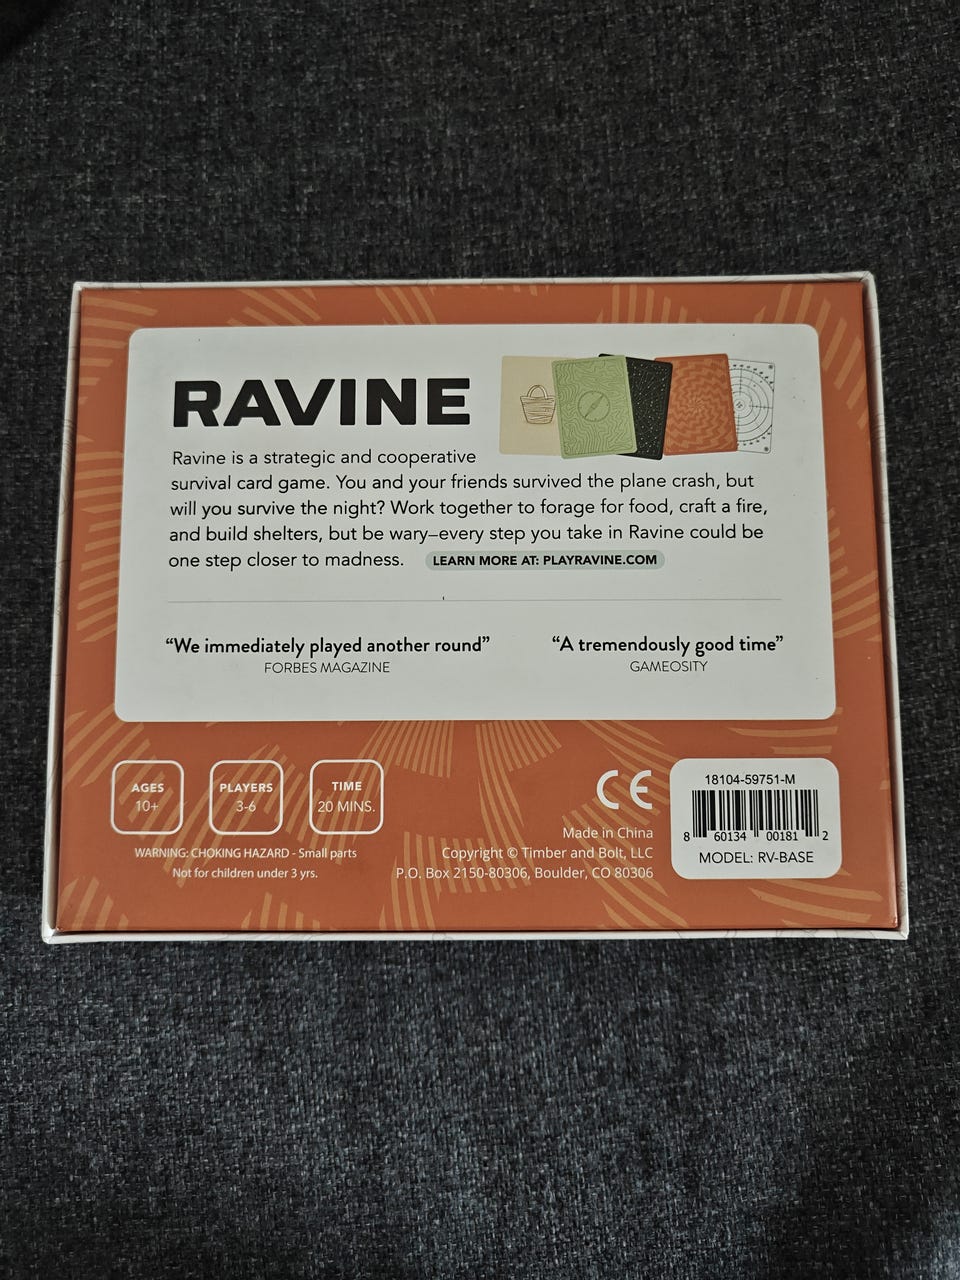 RAVINE
Ravine is a strategic and cooperative
survival card game. You and your friends survived the plane crash, but
will you survive the night? Work together to forage for food, craft a fire,
and build shelters, but be wary–every step you take in Ravine could be
one step closer to madness. LEARN MORE AT: PLAYRAVINE.COM
“We immediately played another round”
FORBES MAGAZINE
“A tremendously good time”
GAMEOSITY
AGES
10+
PLAYERS
3-6
TIME
20 MINS.
WARNING: CHOKING HAZARD - Small parts
Not for children under 3 yrs.
CE
Made in China
Copyright © Timber and Bolt, LLC
P.O. Box 2150-80306, Boulder, CO 80306
18104-59751-M
8 60134 00181 2
MODEL: RV-BASE